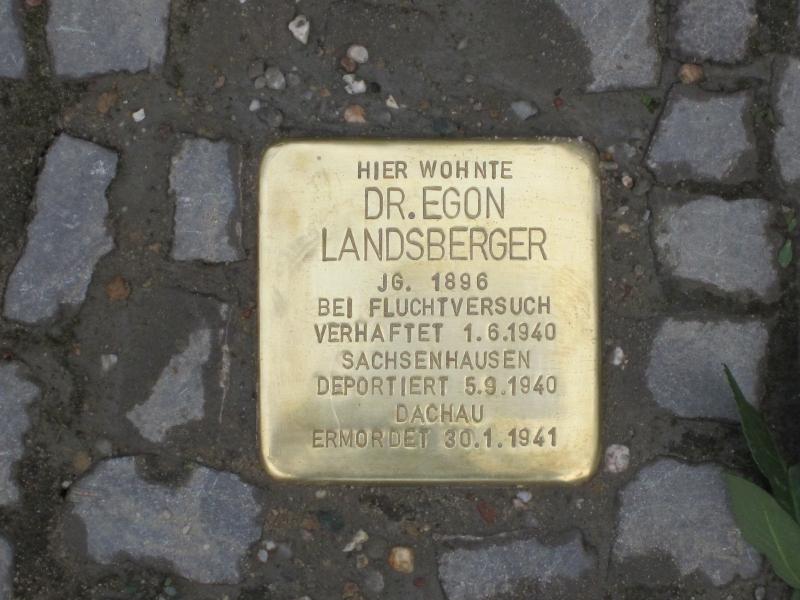 HIER WOHNTE
DR. EGON
LANDSBERGER
JG. 1896
BEI FLUCHTVERSUCH
VERHAFTET 1.6.1940
SACHSENHAUSEN
DEPORTIERT 5.9.1940
DACHAU
ERMORDET 30.1.1941